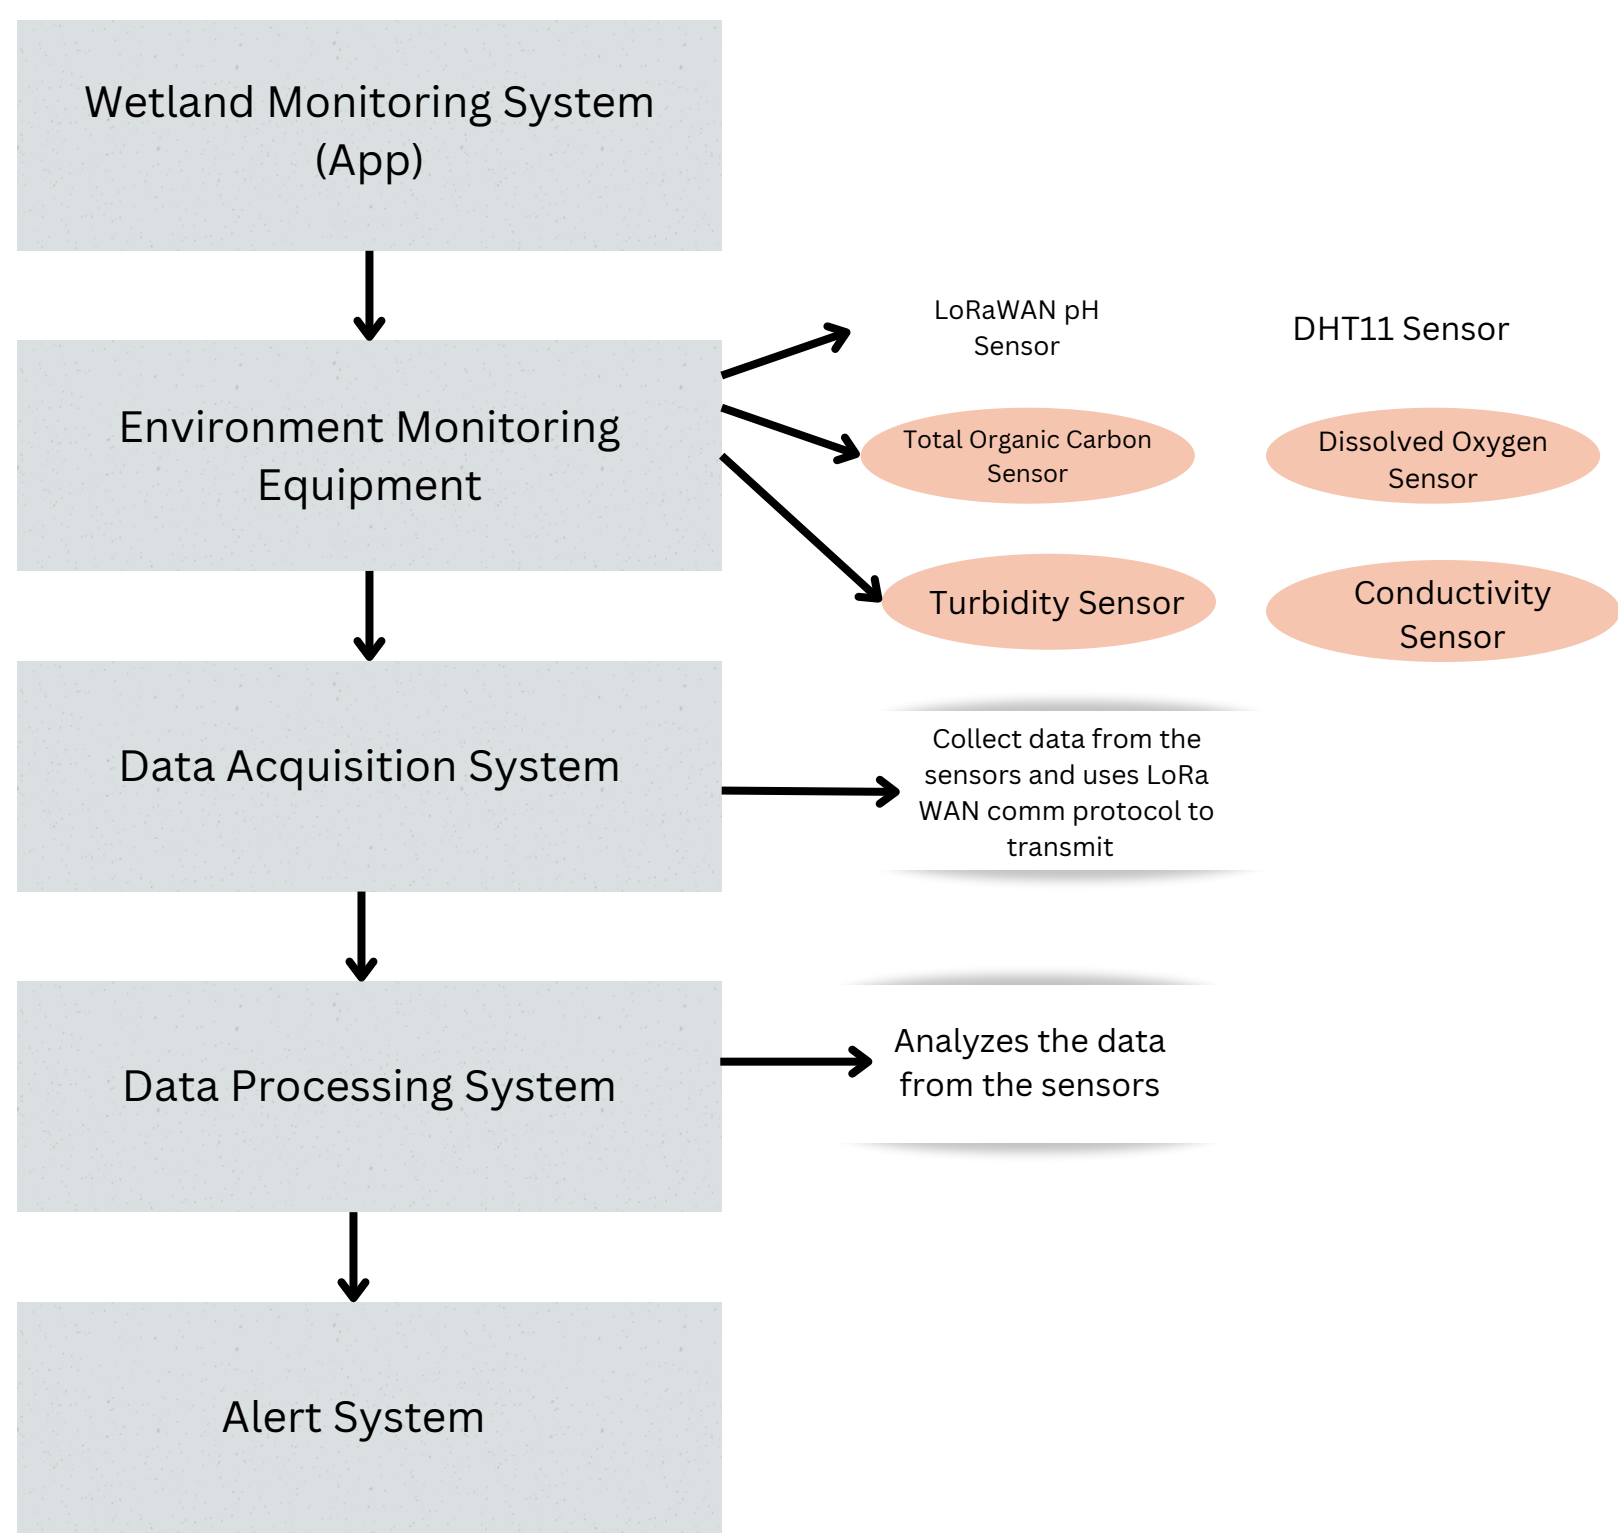 Wetland Monitoring System
(App)
LoRaWAN pH
Sensor
DHT11 Sensor
Environment Monitoring
Equipment
Total Organic Carbon
Sensor
Dissolved Oxygen
Sensor
Turbidity Sensor
Conductivity
Sensor
Data Acquisition System
Collect data from the
sensors and uses LoRa
WAN comm protocol to
transmit
Data Processing System
Analyzes the data
from the sensors
Alert System